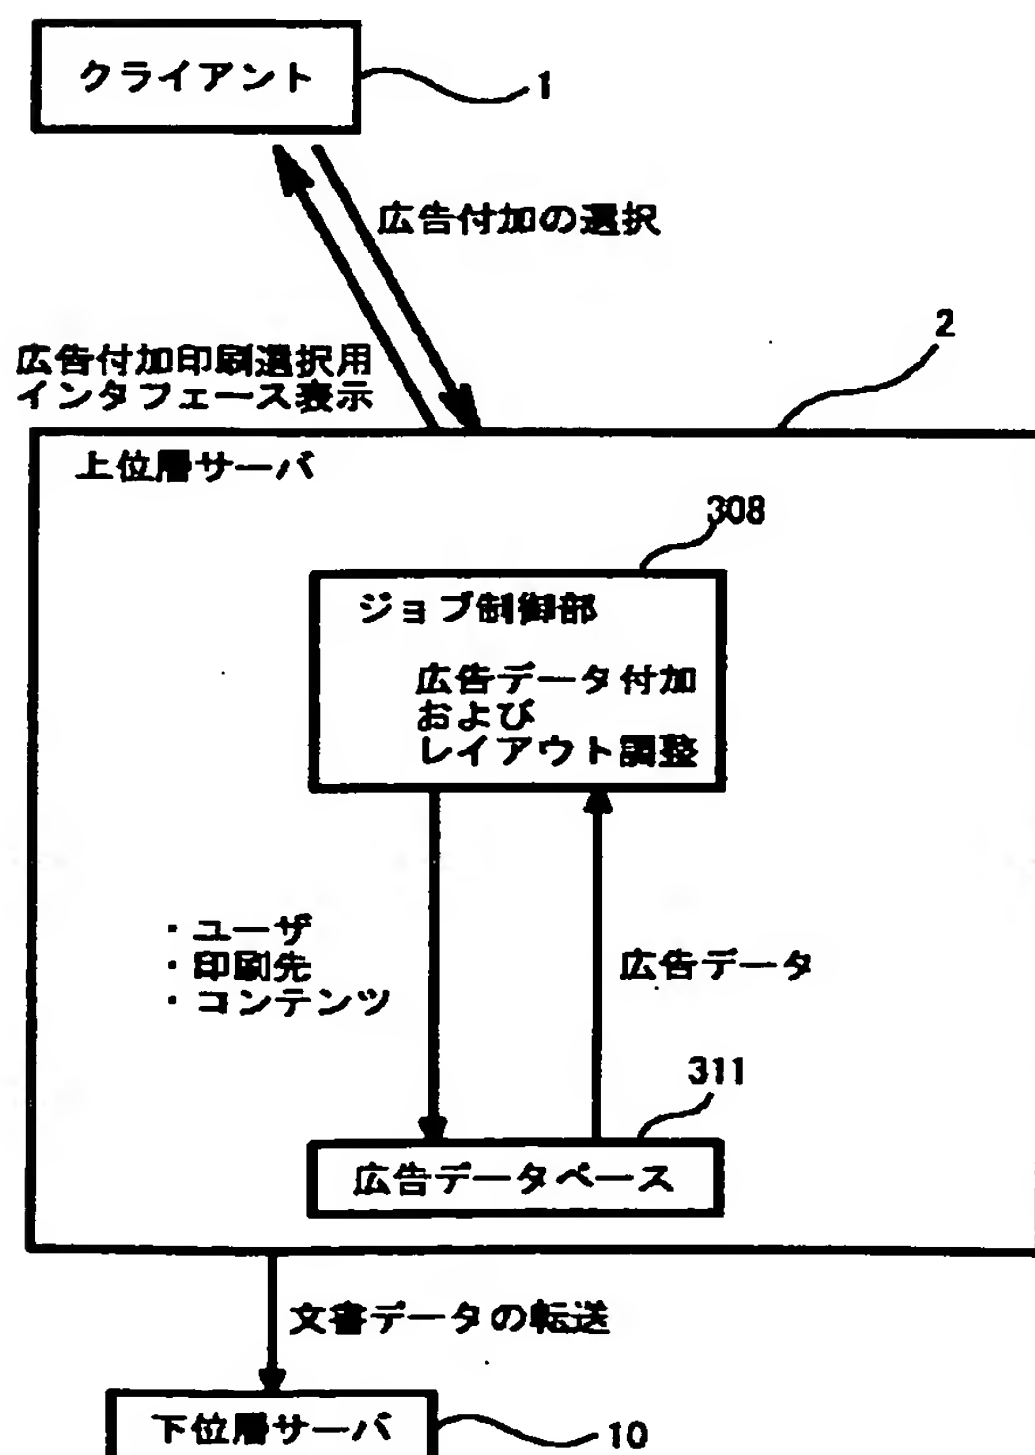 クライアント
1
広告付加の選択
広告付加印刷選択用
インタフェース表示
2
上位層サーバ
308
ジョブ制御部
広告データ付加
および
レイアウト調整
・ユーザ
・印刷先
・コンテンツ
広告データ
311
広告データベース
文書データの転送
下位層サーバ
10